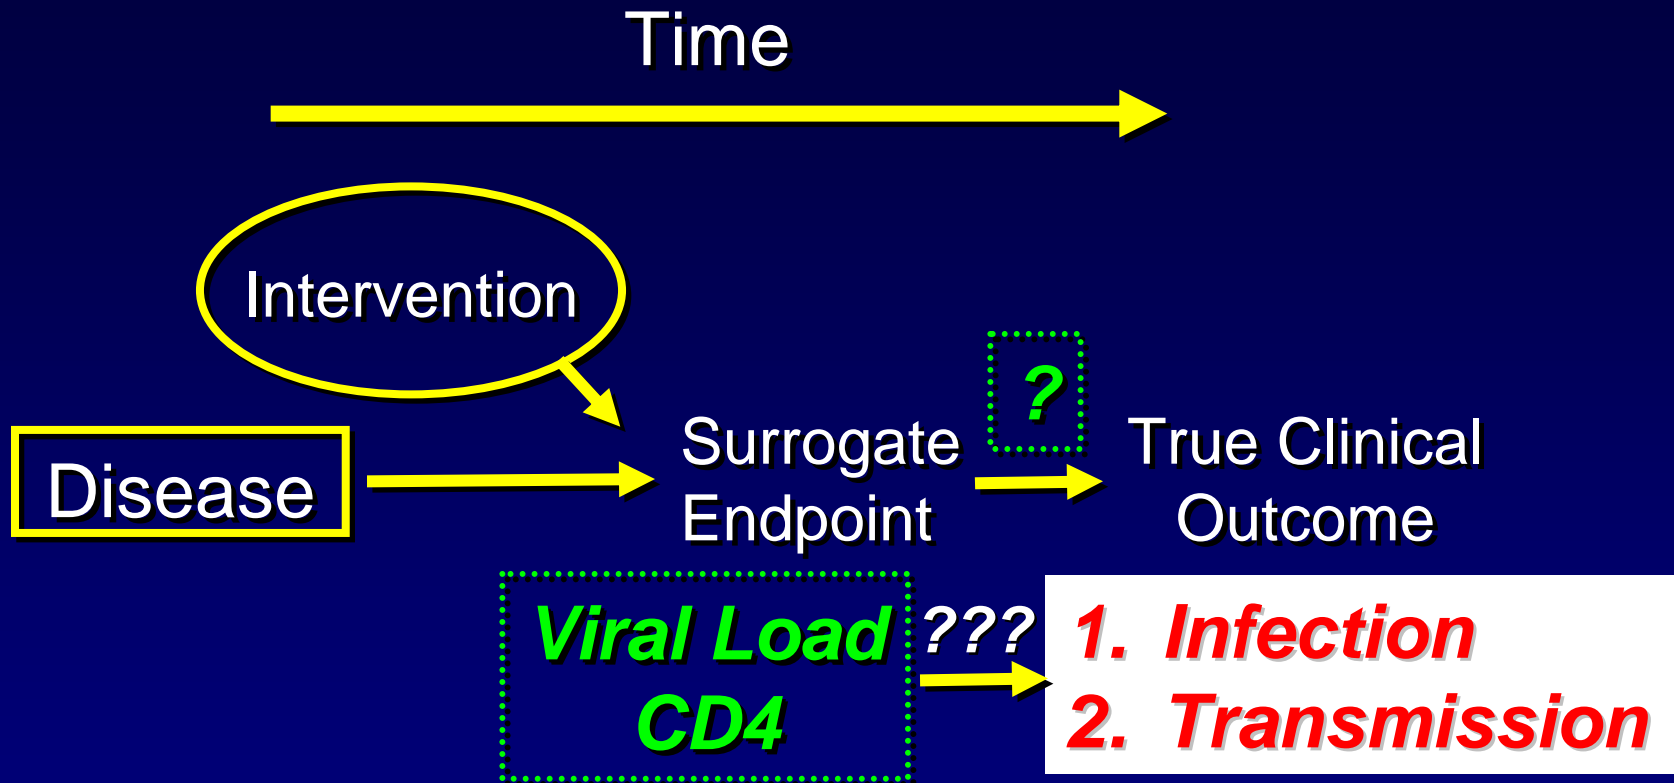 Time
Intervention
?
Disease
Surrogate
Endpoint
True Clinical
Outcome
Viral Load
CD4
???
1. Infection
2. Transmission